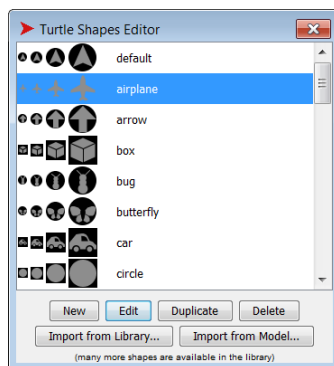 Turtle Shapes Editor
default
airplane
arrow
box
bug
butterfly
car
circle
New Edit Duplicate Delete
Import from Library... Import from Model...
(many more shapes are available in the library)